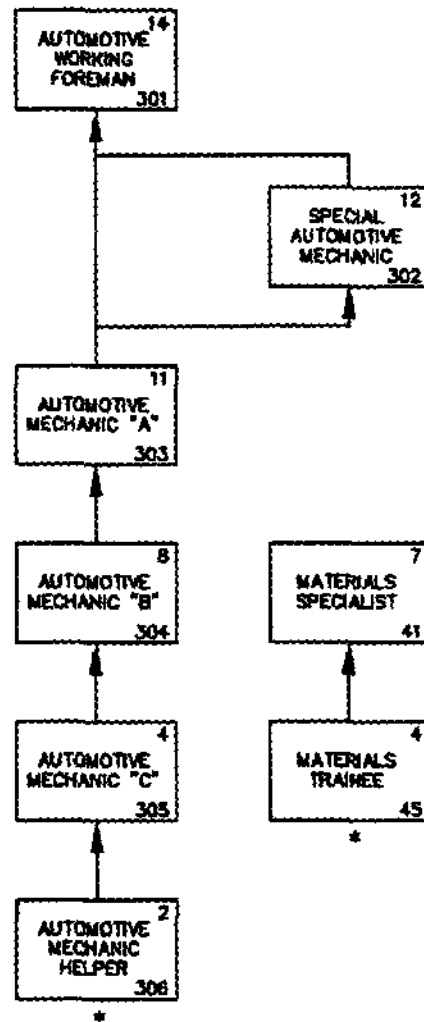 14
AUTOMOTIVE
WORKING
FOREMAN
301
12
SPECIAL
AUTOMOTIVE
MECHANIC
302
11
AUTOMOTIVE
MECHANIC "A"
303
8
AUTOMOTIVE
MECHANIC "B"
304
7
MATERIALS
SPECIALIST
41
4
AUTOMOTIVE
MECHANIC "C"
305
4
MATERIALS
TRAINEE
45
*
2
AUTOMOTIVE
MECHANIC
HELPER
306
*